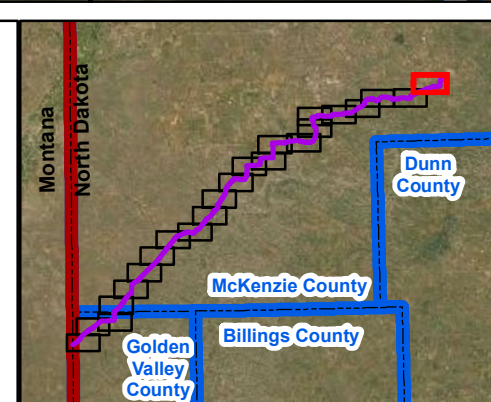 Montana
North Dakota
Dunn
County
McKenzie County
Billings County
Golden
Valley
County